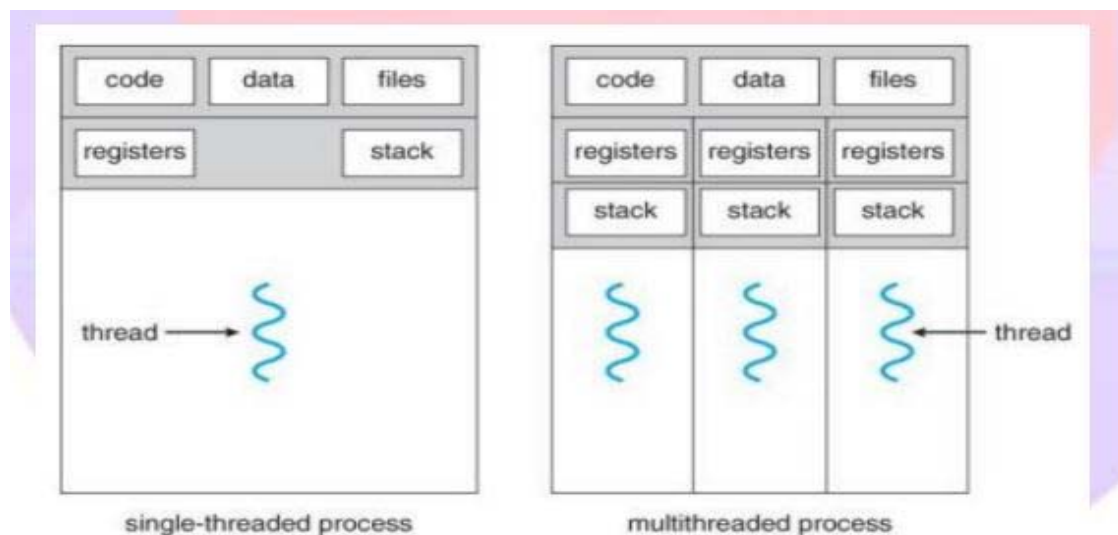 code data files code data files
registers stack registers registers registers
stack stack stack
thread thread
single-threaded process multithreaded process